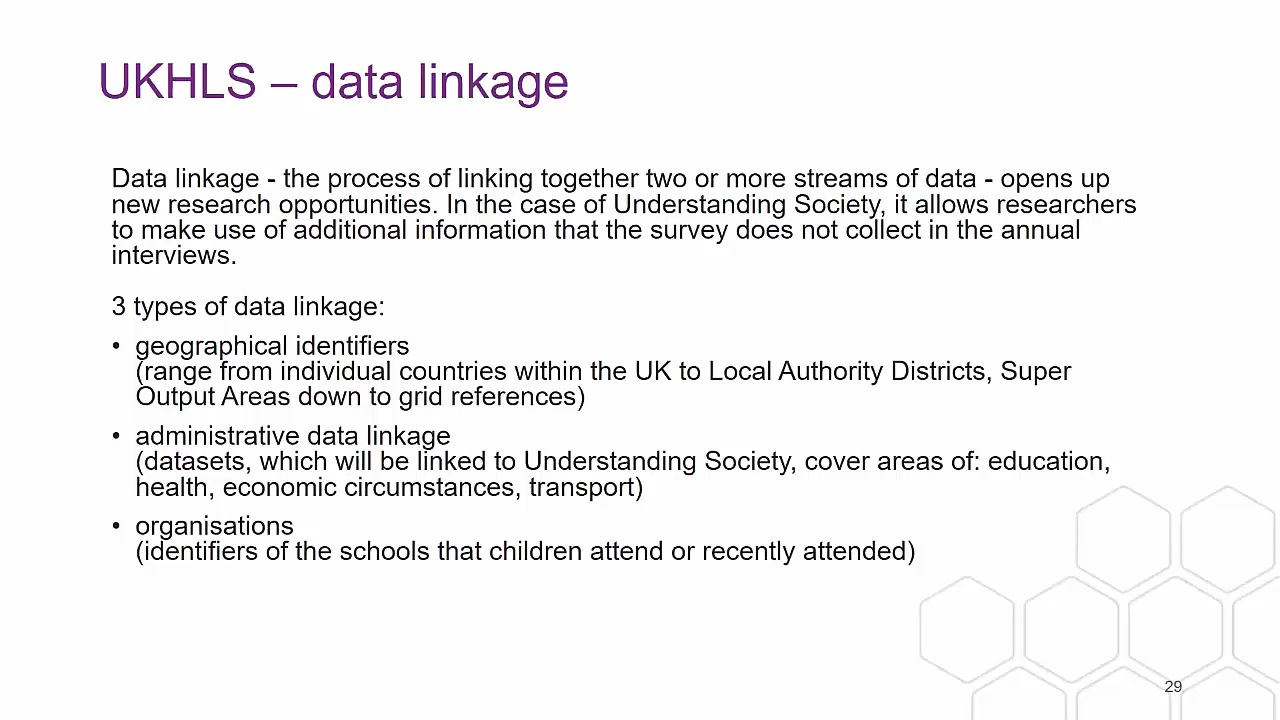 UKHLS – data linkage
Data linkage - the process of linking together two or more streams of data - opens up
new research opportunities. In the case of Understanding Society, it allows researchers
to make use of additional information that the survey does not collect in the annual
interviews.
3 types of data linkage:
• geographical identifiers
(range from individual countries within the UK to Local Authority Districts, Super
Output Areas down to grid references)
• administrative data linkage
(datasets, which will be linked to Understanding Society, cover areas of: education,
health, economic circumstances, transport)
• organisations
(identifiers of the schools that children attend or recently attended)
29